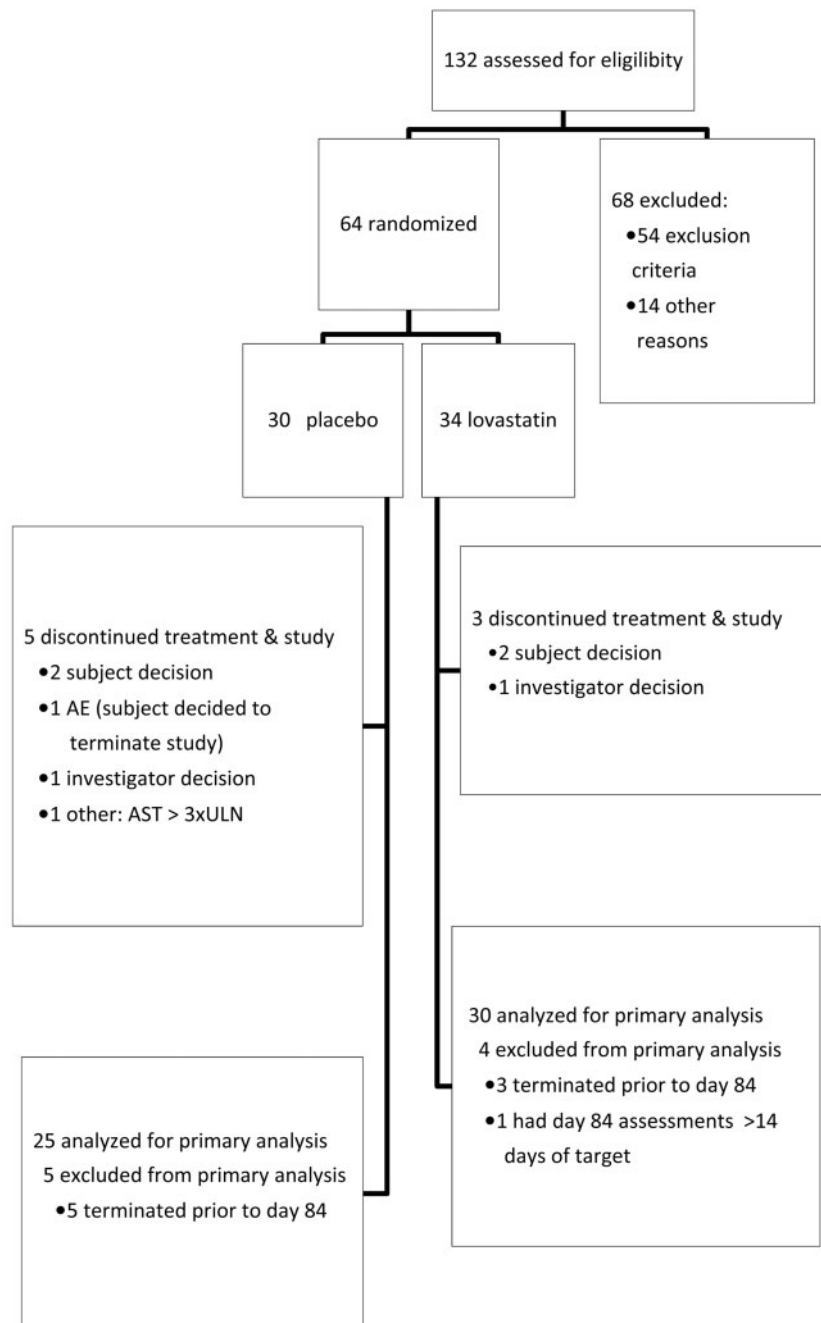 132 assessed for eligilibity
64 randomized
68 excluded:
•54 exclusion
criteria
•14 other
reasons
30 placebo
34 lovastatin
5 discontinued treatment & study
•2 subject decision
•1 AE (subject decided to
terminate study)
•1 investigator decision
•1 other: AST > 3xULN
3 discontinued treatment & study
•2 subject decision
•1 investigator decision
25 analyzed for primary analysis
5 excluded from primary analysis
•5 terminated prior to day 84
30 analyzed for primary analysis
4 excluded from primary analysis
•3 terminated prior to day 84
•1 had day 84 assessments >14
days of target